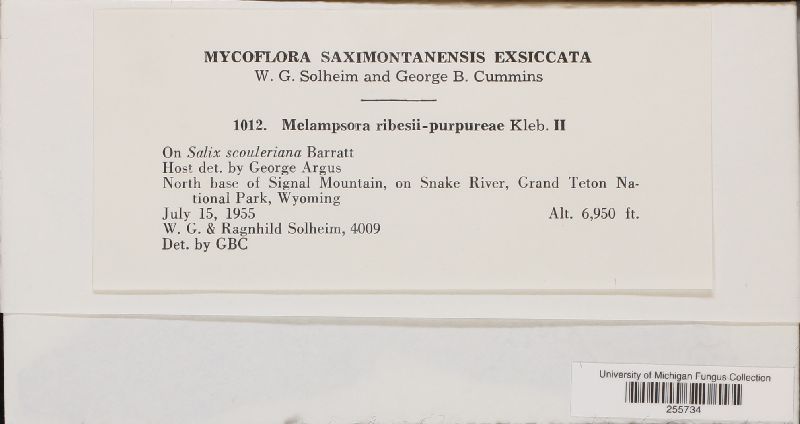 MYCOFLORA SAXIMONTANENSIS EXSICCATA
W. G. Solheim and George B. Cummins
1012. Melampsora ribesii-purpureae Kleb. II
On Salix scouleriana Barratt
Host det. by George Argus
North base of Signal Mountain, on Snake River, Grand Teton Na-
tional Park, Wyoming
July 15, 1955 Alt. 6,950 ft.
W. G. & Ragnhild Solheim, 4009
Det. by GBC
University of Michigan Fungus Collection
255734